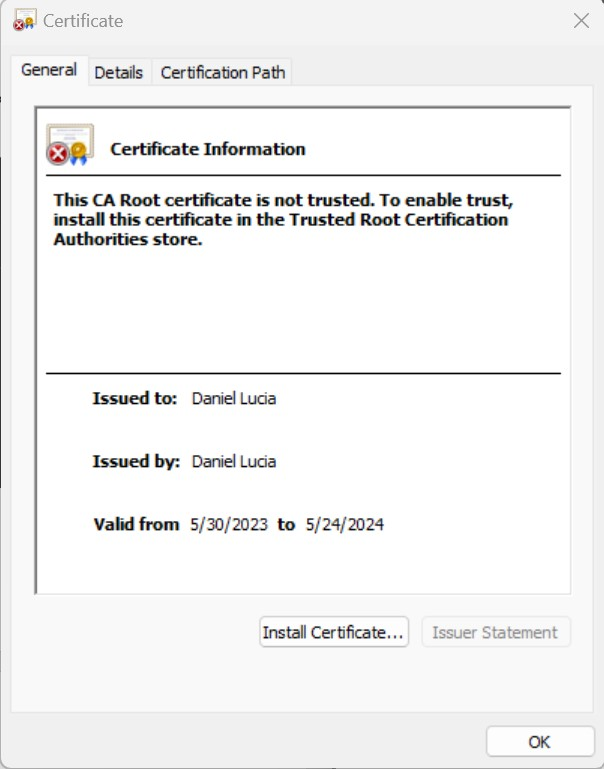 Certificate
General Details Certification Path
Certificate Information
This CA Root certificate is not trusted. To enable trust,
install this certificate in the Trusted Root Certification
Authorities store.
Issued to: Daniel Lucia
Issued by: Daniel Lucia
Valid from 5/30/2023 to 5/24/2024
Install Certificate... Issuer Statement
OK